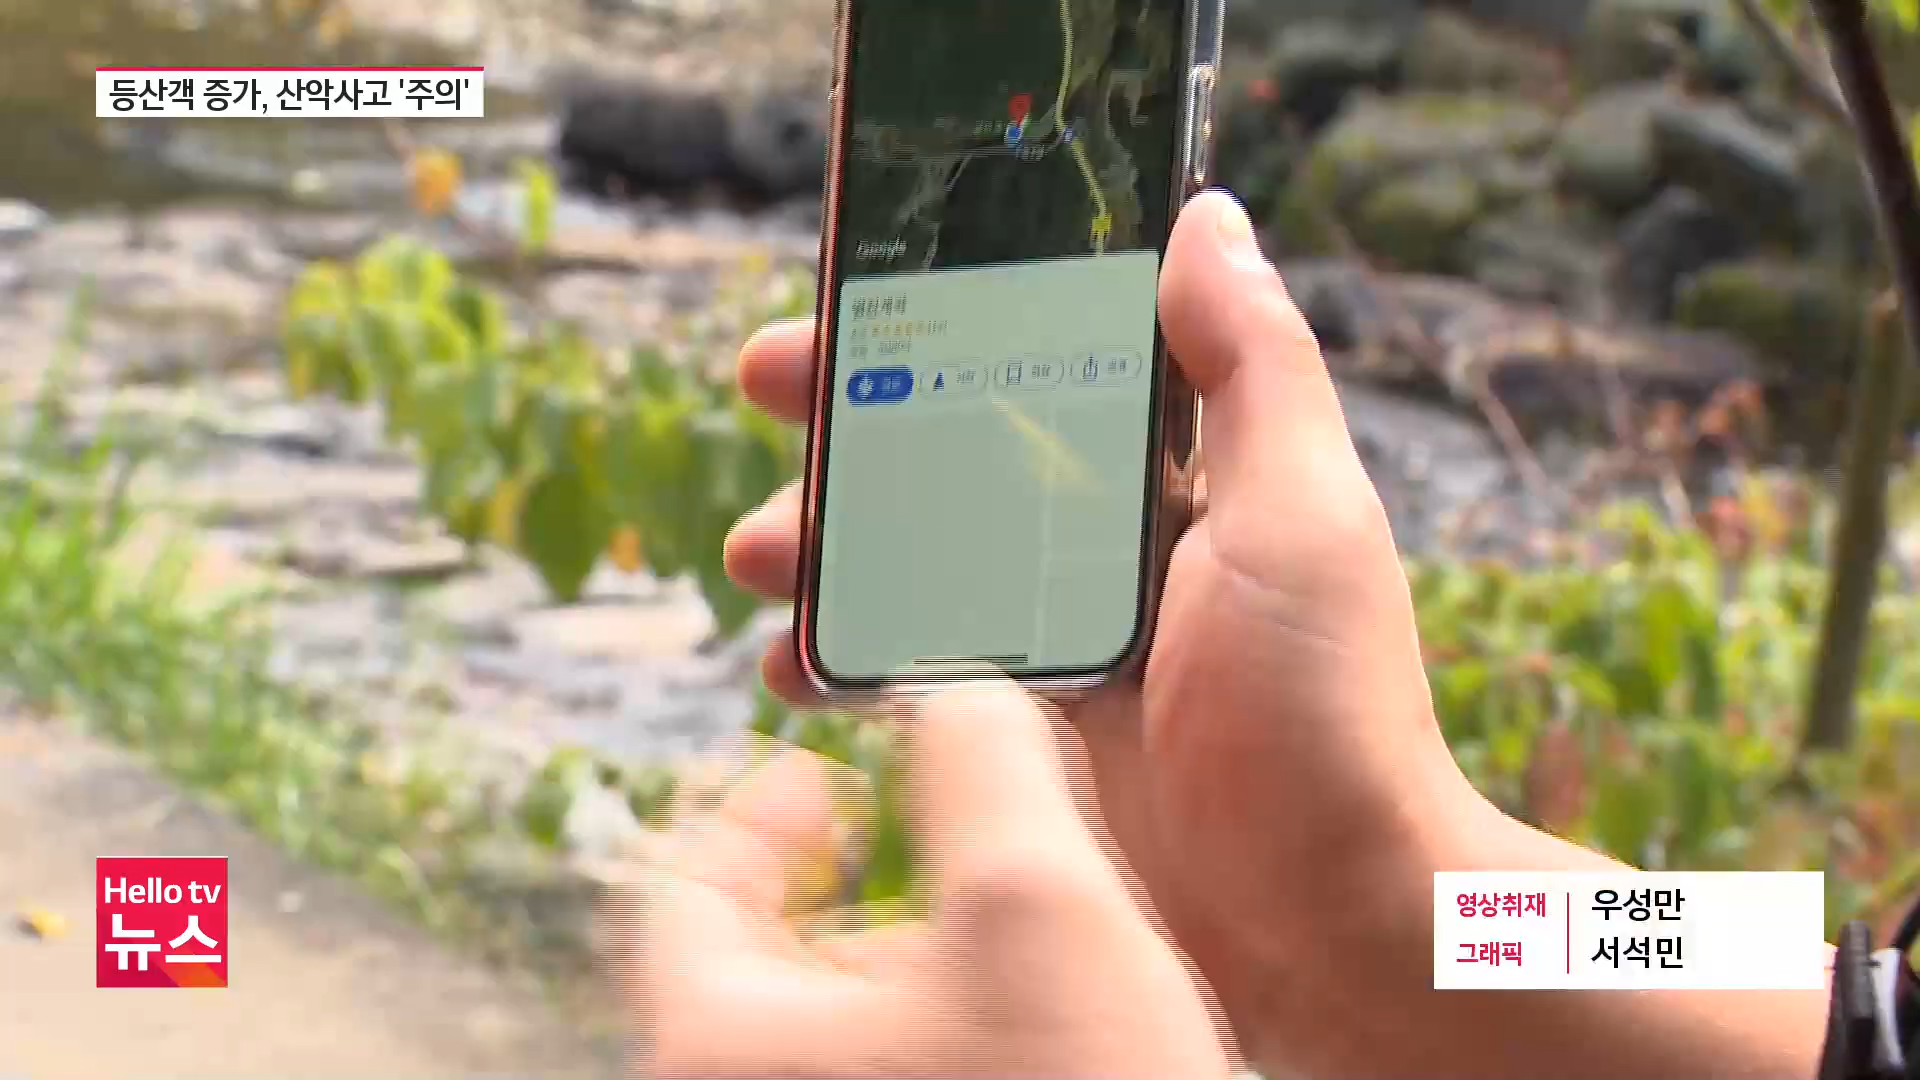 등산객 증가, 산악사고 '주의'
Google
Hello tv
뉴스
영상취재 우성만
그래픽 서석민